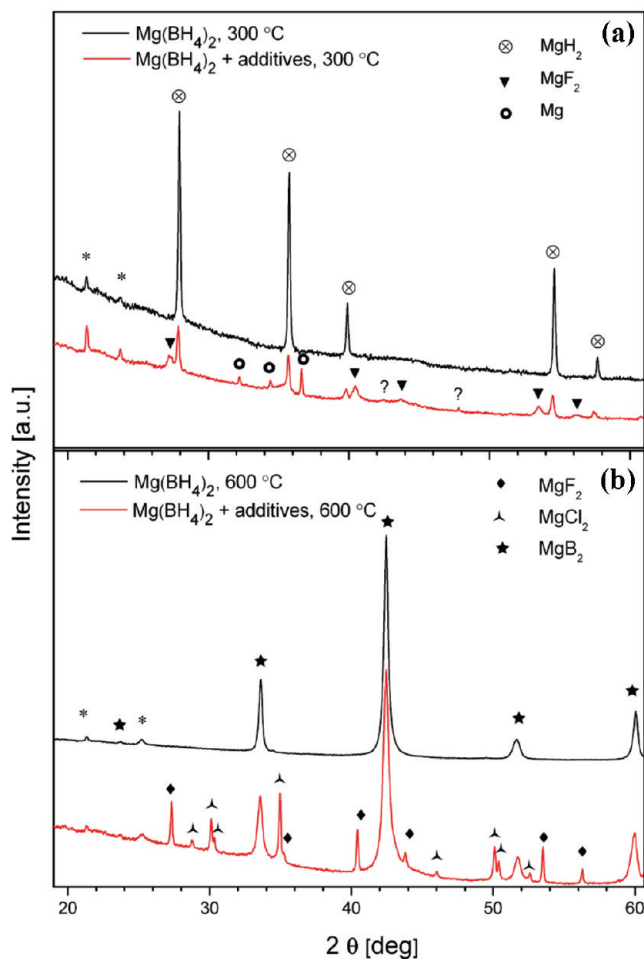 (a)
Mg(BH₄)₂, 300 °C
Mg(BH₄)₂ + additives, 300 °C
⊗ MgH₂
▼ MgF₂
o Mg
* * ? ?
Intensity [a.u.]
(b)
Mg(BH₄)₂, 600 °C
Mg(BH₄)₂ + additives, 600 °C
♦ MgF₂
⅄ MgCl₂
★ MgB₂
* *
20 30 40 50 60
2 θ [deg]